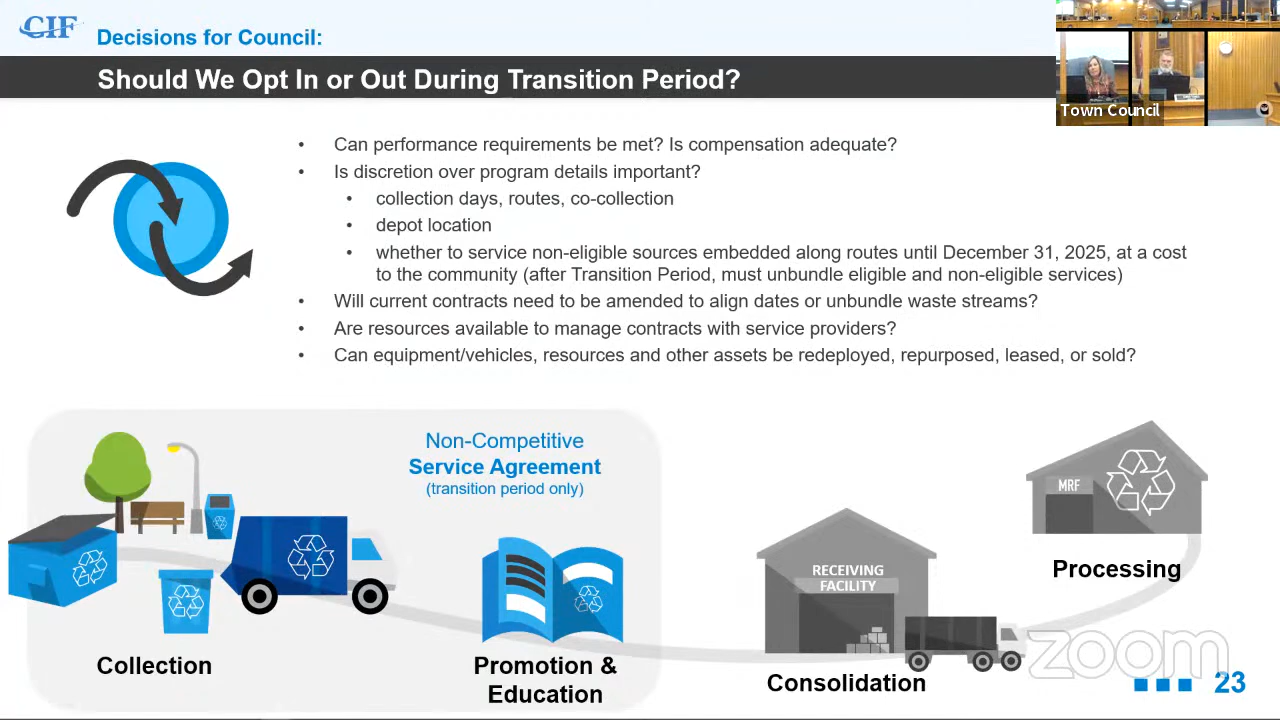 CIF
Decisions for Council:
Should We Opt In or Out During Transition Period?
Town Council
• Can performance requirements be met? Is compensation adequate?
• Is discretion over program details important?
• collection days, routes, co-collection
• depot location
• whether to service non-eligible sources embedded along routes until December 31, 2025, at a cost
to the community (after Transition Period, must unbundle eligible and non-eligible services)
• Will current contracts need to be amended to align dates or unbundle waste streams?
• Are resources available to manage contracts with service providers?
• Can equipment/vehicles, resources and other assets be redeployed, repurposed, leased, or sold?
Non-Competitive
Service Agreement
(transition period only)
Collection
Promotion &
Education
RECEIVING
FACILITY
Consolidation
MRF
Processing
zoom
23